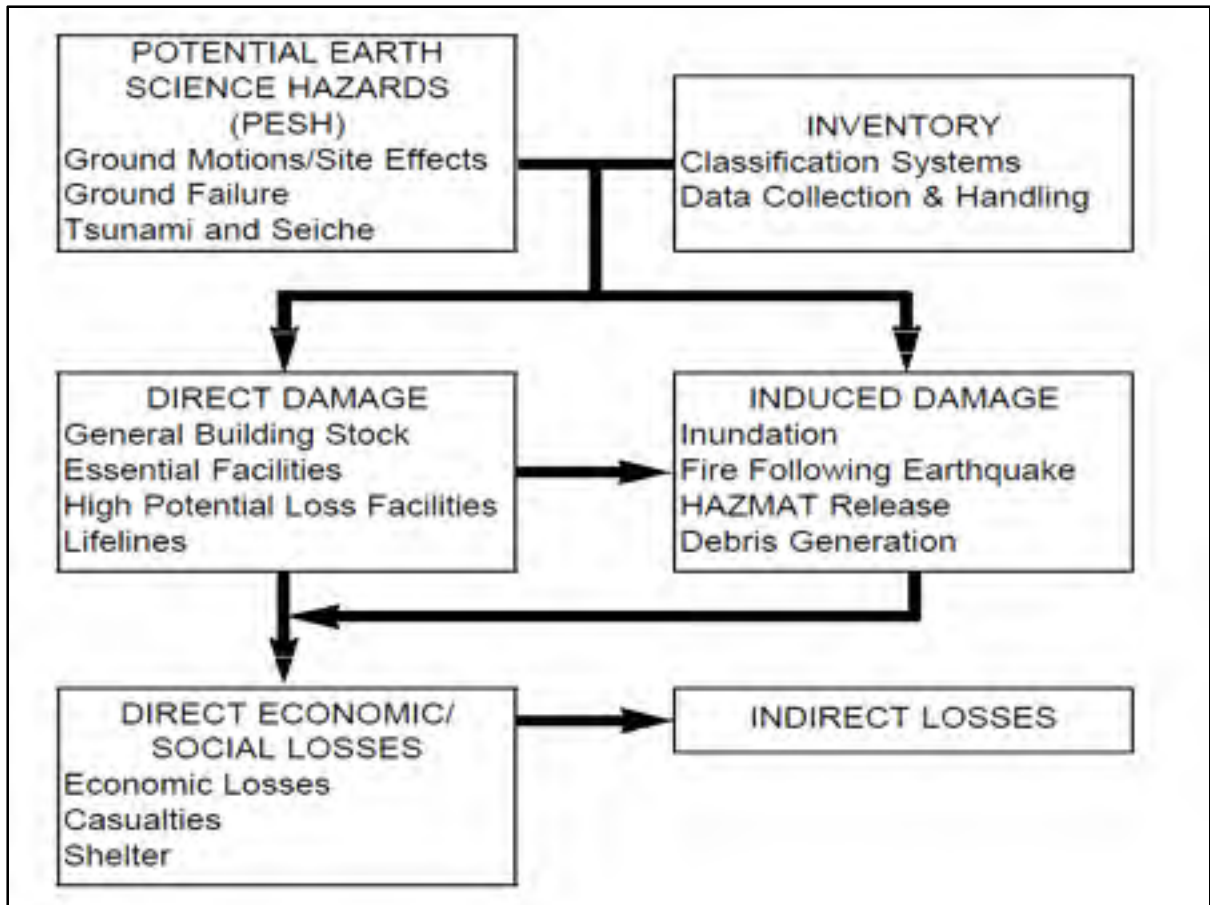 POTENTIAL EARTH
SCIENCE HAZARDS
(PESH)
Ground Motions/Site Effects
Ground Failure
Tsunami and Seiche
INVENTORY
Classification Systems
Data Collection & Handling
DIRECT DAMAGE
General Building Stock
Essential Facilities
High Potential Loss Facilities
Lifelines
INDUCED DAMAGE
Inundation
Fire Following Earthquake
HAZMAT Release
Debris Generation
DIRECT ECONOMIC/
SOCIAL LOSSES
Economic Losses
Casualties
Shelter
INDIRECT LOSSES